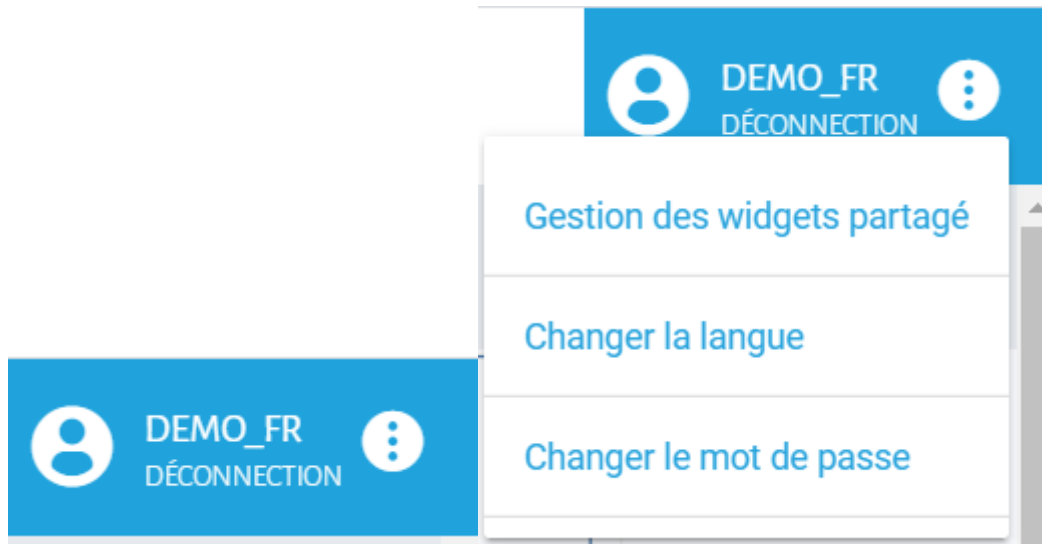 DEMO_FR
DÉCONNECTION
Gestion des widgets partagé
Changer la langue
Changer le mot de passe
DEMO_FR
DÉCONNECTION